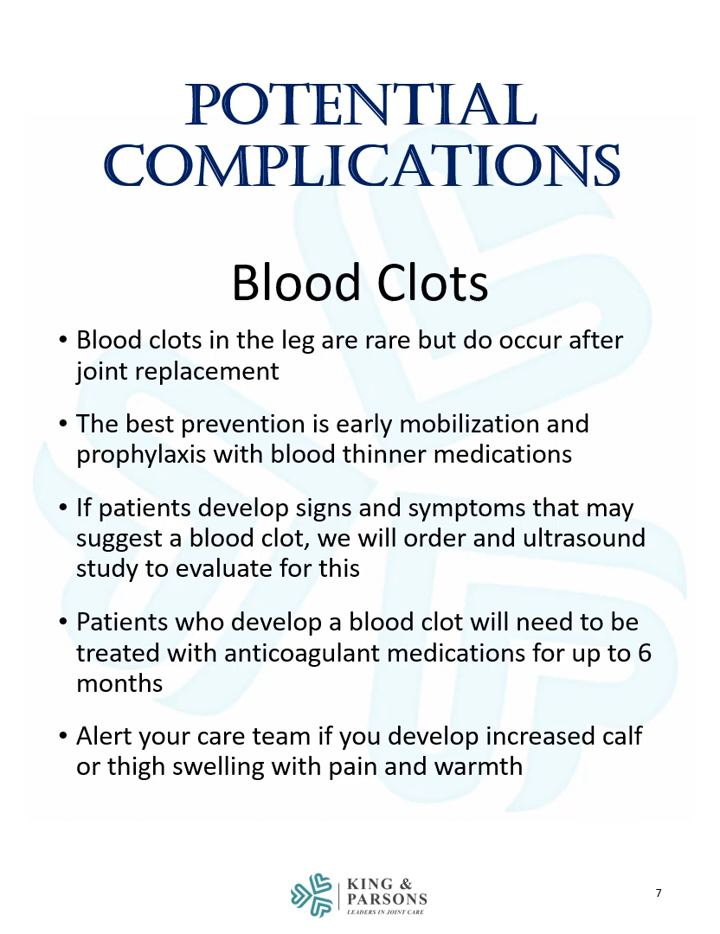 POTENTIAL
COMPLICATIONS
Blood Clots
• Blood clots in the leg are rare but do occur after
joint replacement
• The best prevention is early mobilization and
prophylaxis with blood thinner medications
• If patients develop signs and symptoms that may
suggest a blood clot, we will order and ultrasound
study to evaluate for this
• Patients who develop a blood clot will need to be
treated with anticoagulant medications for up to 6
months
• Alert your care team if you develop increased calf
or thigh swelling with pain and warmth
KING &
PARSONS
LEADERS IN JOINT CARE
7